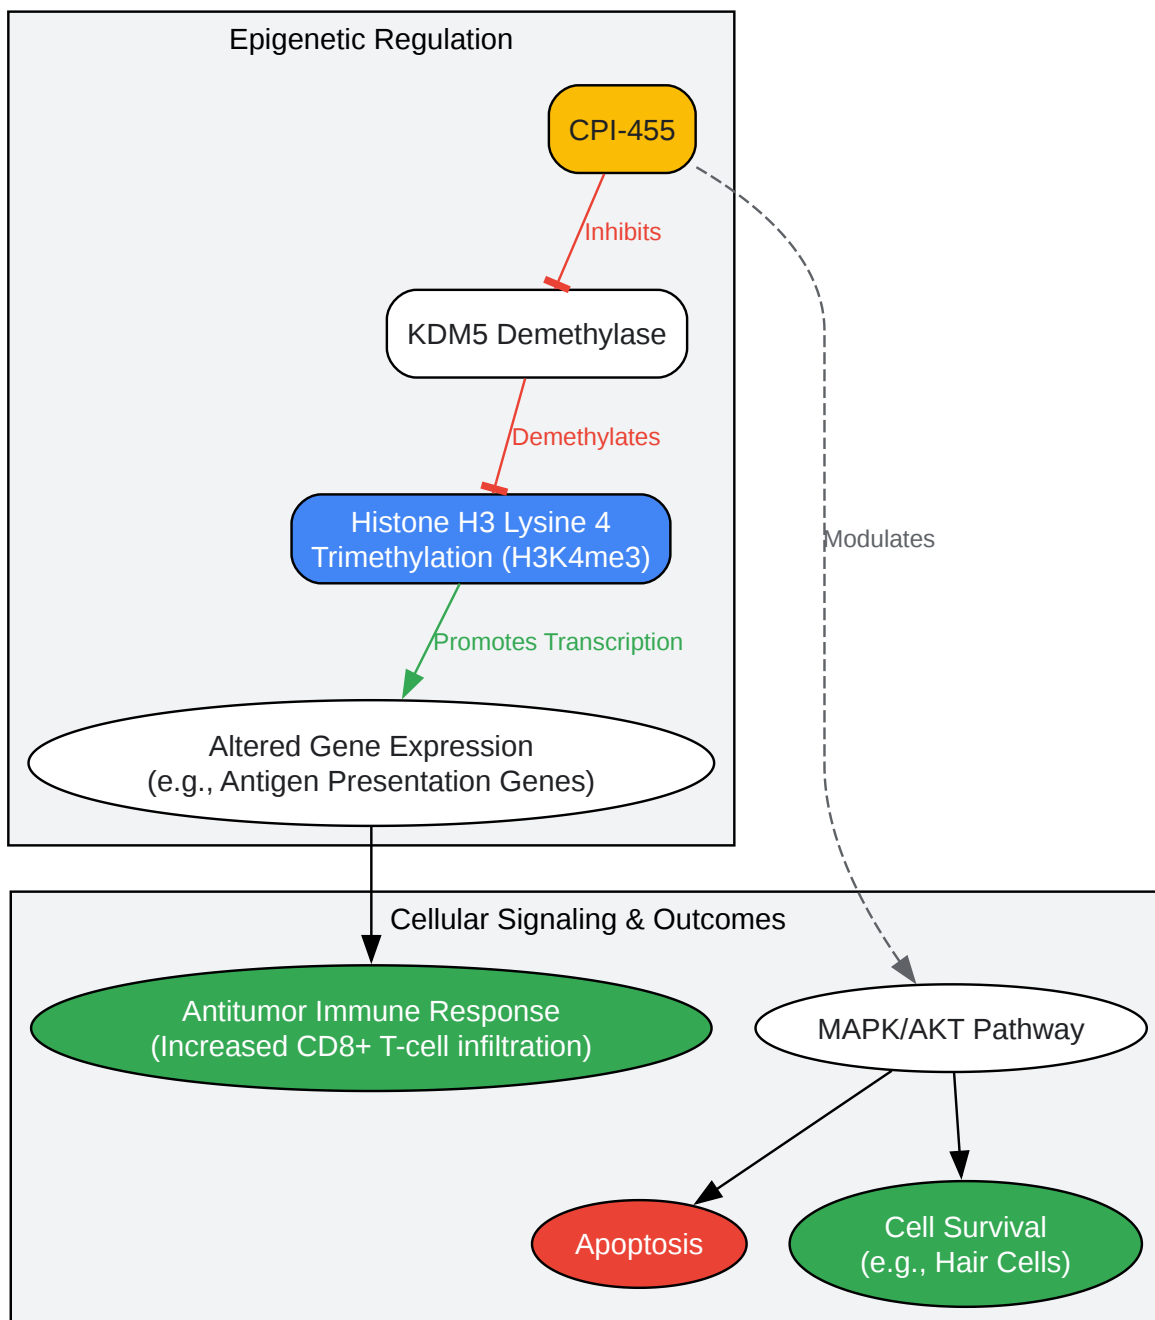 Epigenetic Regulation
CPI-455
Inhibits
KDM5 Demethylase
Demethylates
Histone H3 Lysine 4
Trimethylation (H3K4me3)
Modulates
Promotes Transcription
Altered Gene Expression
(e.g., Antigen Presentation Genes)
Cellular Signaling & Outcomes
Antitumor Immune Response
(Increased CD8+ T-cell infiltration)
MAPK/AKT Pathway
Apoptosis
Cell Survival
(e.g., Hair Cells)